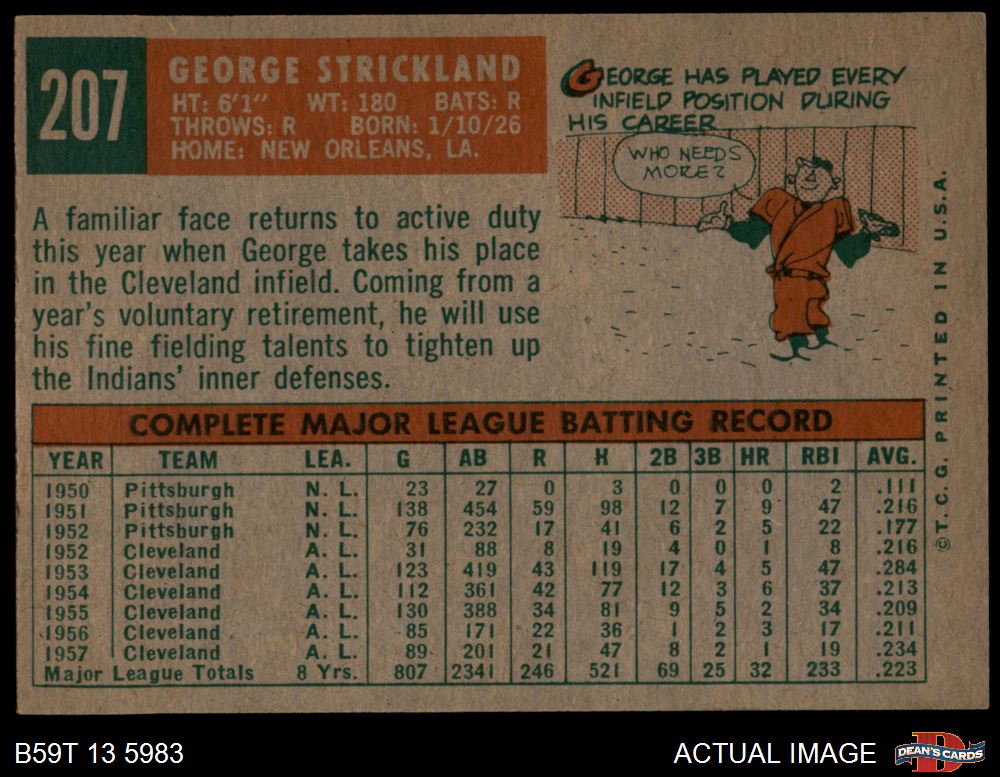 207
GEORGE STRICKLAND
HT: 6'1" WT: 180 BATS: R
THROWS: R BORN: 1/10/26
HOME: NEW ORLEANS, LA.
GEORGE HAS PLAYED EVERY
INFIELD POSITION DURING
HIS CAREER
WHO NEEDS
MORE?
A familiar face returns to active duty
this year when George takes his place
in the Cleveland infield. Coming from a
year's voluntary retirement, he will use
his fine fielding talents to tighten up
the Indians' inner defenses.
©T.C.G. PRINTED IN U.S.A.
COMPLETE MAJOR LEAGUE BATTING RECORD
YEAR TEAM LEA. G AB R H 2B 3B HR RBI AVG.
1950 Pittsburgh N. L. 23 27 0 3 0 0 0 2 .111
1951 Pittsburgh N. L. 138 454 59 98 12 7 9 47 .216
1952 Pittsburgh N. L. 76 232 17 41 6 2 5 22 .177
1952 Cleveland A. L. 31 88 8 19 4 0 1 8 .216
1953 Cleveland A. L. 123 419 43 119 17 4 5 47 .284
1954 Cleveland A. L. 112 361 42 77 12 3 6 37 .213
1955 Cleveland A. L. 130 388 34 81 9 5 2 34 .209
1956 Cleveland A. L. 85 171 22 36 1 2 3 17 .211
1957 Cleveland A. L. 89 201 21 47 8 2 1 19 .234
Major League Totals 8 Yrs. 807 2341 246 521 69 25 32 233 .223
B59T 13 5983
ACTUAL IMAGE
DEAN'S CARDS